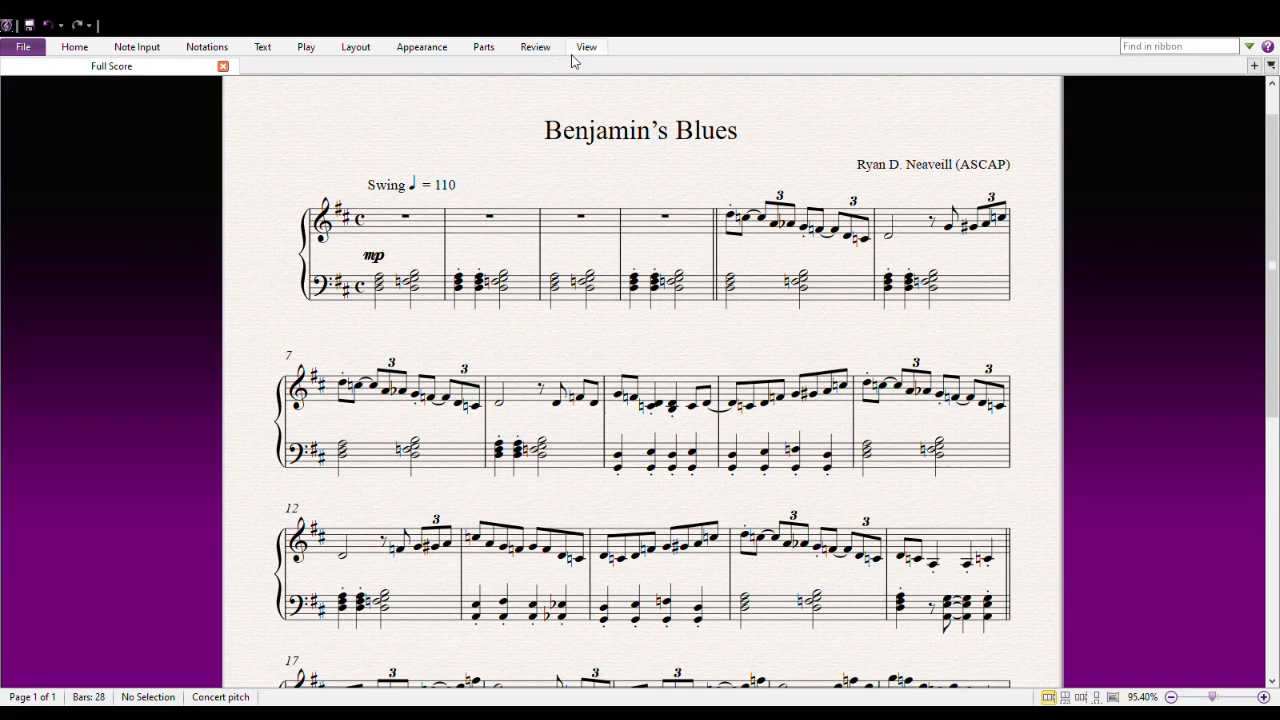 File Home Note Input Notations Text Play Layout Appearance Parts Review View Find in ribbon ?
Full Score
Benjamin’s Blues
Ryan D. Neaveill (ASCAP)
Swing ♩ = 110
3 3 3
mp
7
3 3 3 3
12
3 3 3
17
3 3 3
Page 1 of 1 Bars: 28 No Selection Concert pitch 95.40%